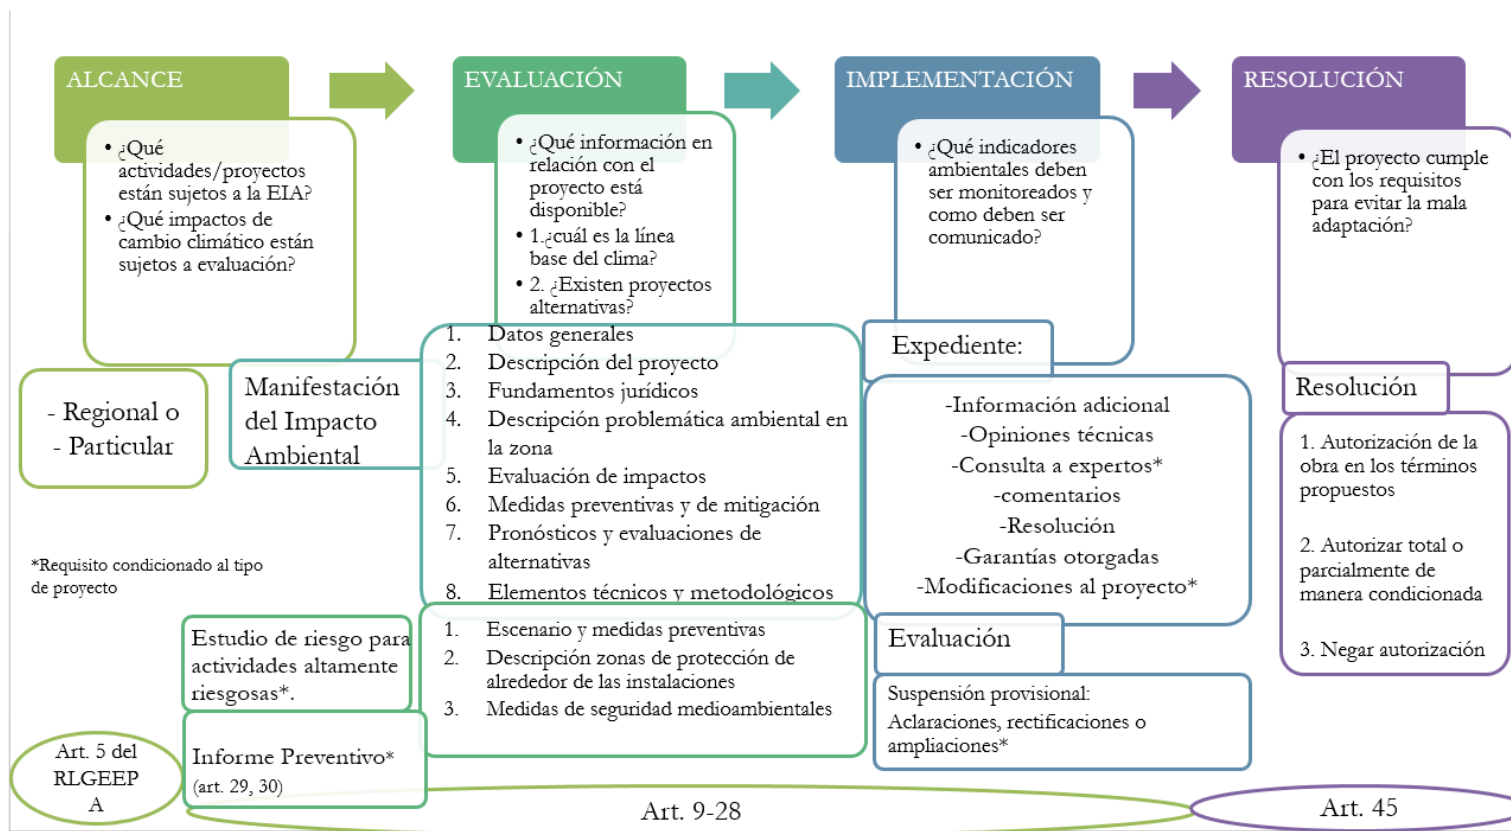 ALCANCE
• ¿Qué
actividades/proyectos
están sujetos a la EIA?
• ¿Qué impactos de
cambio climático están
sujetos a evaluación?
EVALUACIÓN
• ¿Qué información en
relación con el
proyecto está
disponible?
• 1.¿cuál es la línea
base del clima?
• 2. ¿Existen proyectos
alternativas?
IMPLEMENTACIÓN
• ¿Qué indicadores
ambientales deben
ser monitoreados y
como deben ser
comunicado?
RESOLUCIÓN
• ¿El proyecto cumple
con los requisitos
para evitar la mala
adaptación?
- Regional o
- Particular
Manifestación
del Impacto
Ambiental
1. Datos generales
2. Descripción del proyecto
3. Fundamentos jurídicos
4. Descripción problemática ambiental en
la zona
5. Evaluación de impactos
6. Medidas preventivas y de mitigación
7. Pronósticos y evaluaciones de
alternativas
8. Elementos técnicos y metodológicos
Expediente:
-Información adicional
-Opiniones técnicas
-Consulta a expertos*
-comentarios
-Resolución
-Garantías otorgadas
-Modificaciones al proyecto*
Resolución
1. Autorización de la
obra en los términos
propuestos
2. Autorizar total o
parcialmente de
manera condicionada
3. Negar autorización
*Requisito condicionado al tipo
de proyecto
Estudio de riesgo para
actividades altamente
riesgosas*.
1. Escenario y medidas preventivas
2. Descripción zonas de protección de
alrededor de las instalaciones
3. Medidas de seguridad medioambientales
Evaluación
Suspensión provisional:
Aclaraciones, rectificaciones o
ampliaciones*
Informe Preventivo*
(art. 29, 30)
Art. 5 del
RLGEEP
A
Art. 9-28
Art. 45